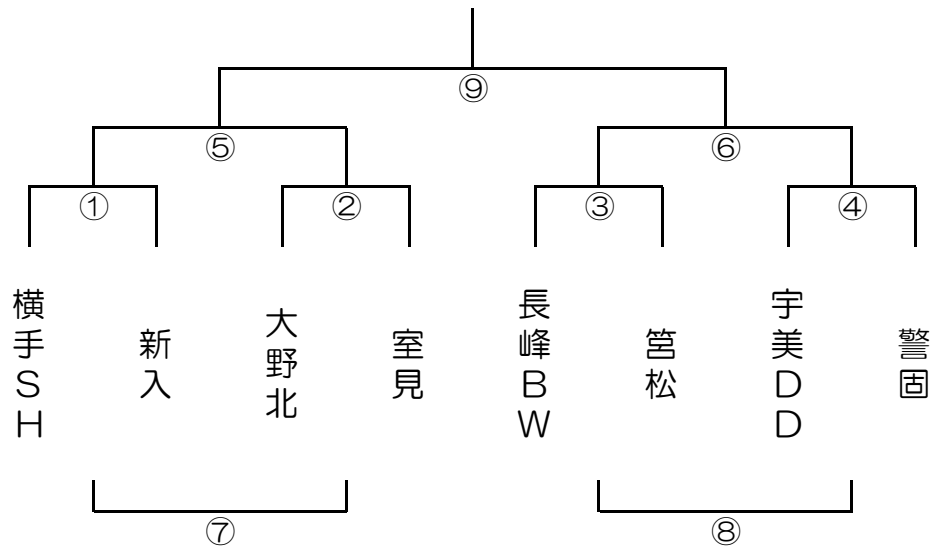 ⑨
⑤
⑥
①
②
③
④
横手SH
新入
大野北
室見
長峰BW
筥松
宇美DD
警固
⑦
⑧